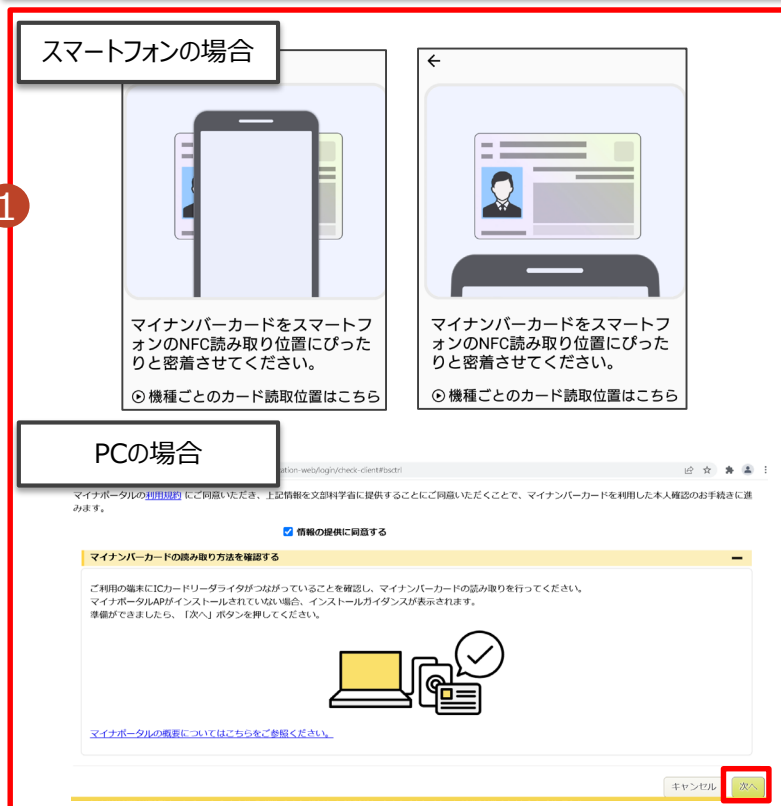 スマートフォンの場合
1
マイナンバーカードをスマートフ
ォンのNFC読み取り位置にぴった
りと密着させてください。
機種ごとのカード読取位置はこちら
マイナンバーカードをスマートフ
ォンのNFC読み取り位置にぴった
りと密着させてください。
機種ごとのカード読取位置はこちら
PCの場合
ation-web/login/check-client#bsctrl
マイナポータルの利用規約 にご同意いただき、上記情報を文部科学省に提供することにご同意いただくことで、マイナンバーカードを利用した本人確認のお手続きに進
みます。
情報の提供に同意する
マイナンバーカードの読み取り方法を確認する
ご利用の端末にICカードリーダライタがつながっていることを確認し、マイナンバーカードの読み取りを行ってください。
マイナポータルAPがインストールされていない場合、インストールガイダンスが表示されます。
準備ができましたら、「次へ」ボタンを押してください。
マイナポータルの概要についてはこちらをご参照ください。
キャンセル
次へ